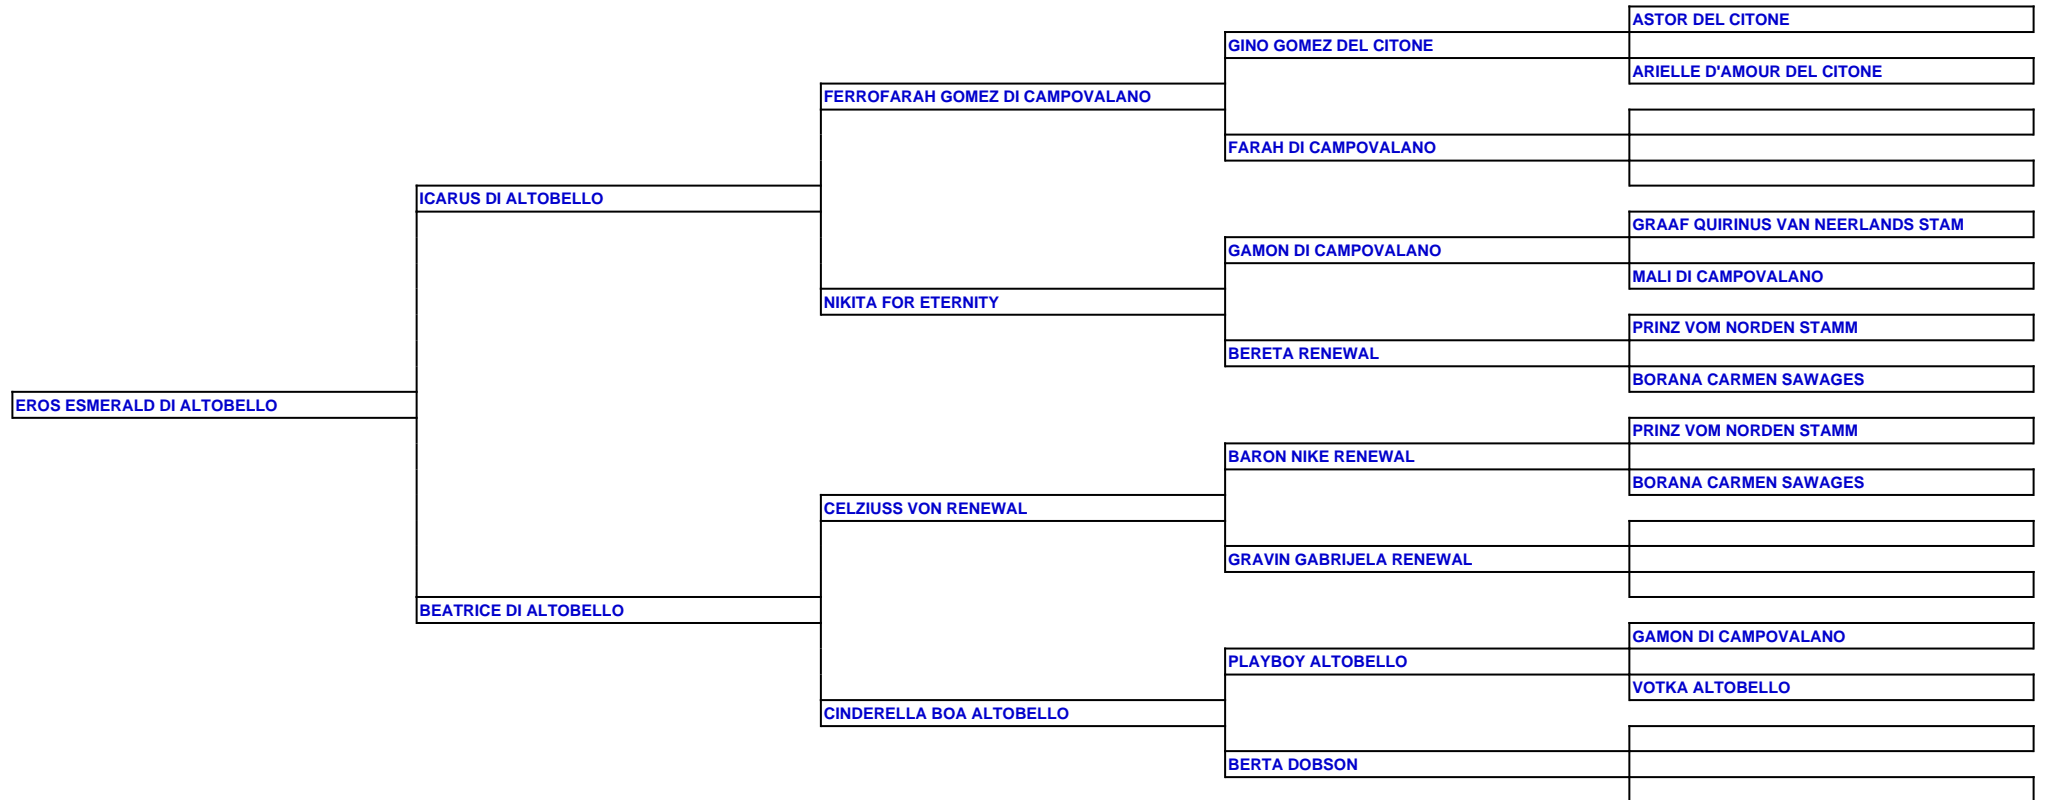 ASTOR DEL CITONE
GINO GOMEZ DEL CITONE
ARIELLE D'AMOUR DEL CITONE
FERROFARAH GOMEZ DI CAMPOVALANO
FARAH DI CAMPOVALANO
ICARUS DI ALTOBELLO
GRAAF QUIRINUS VAN NEERLANDS STAM
GAMON DI CAMPOVALANO
MALI DI CAMPOVALANO
NIKITA FOR ETERNITY
PRINZ VOM NORDEN STAMM
BERETA RENEWAL
BORANA CARMEN SAWAGES
EROS ESMERALD DI ALTOBELLO
PRINZ VOM NORDEN STAMM
BARON NIKE RENEWAL
BORANA CARMEN SAWAGES
CELZIUSS VON RENEWAL
GRAVIN GABRIJELA RENEWAL
BEATRICE DI ALTOBELLO
GAMON DI CAMPOVALANO
PLAYBOY ALTOBELLO
VOTKA ALTOBELLO
CINDERELLA BOA ALTOBELLO
BERTA DOBSON